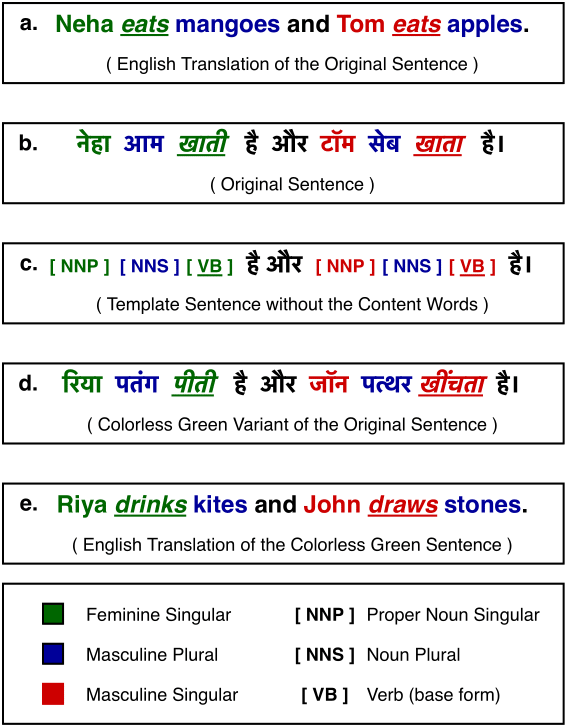 a. Neha eats mangoes and Tom eats apples.
( English Translation of the Original Sentence )
b. नेहा आम खाती है और टॉम सेब खाता है।
( Original Sentence )
c. [ NNP ] [ NNS ] [ VB ] है और [ NNP ] [ NNS ] [ VB ] है।
( Template Sentence without the Content Words )
d. रिया पतंग पीती है और जॉन पत्थर खींचता है।
( Colorless Green Variant of the Original Sentence )
e. Riya drinks kites and John draws stones.
( English Translation of the Colorless Green Sentence )
Feminine Singular [ NNP ] Proper Noun Singular
Masculine Plural [ NNS ] Noun Plural
Masculine Singular [ VB ] Verb (base form)